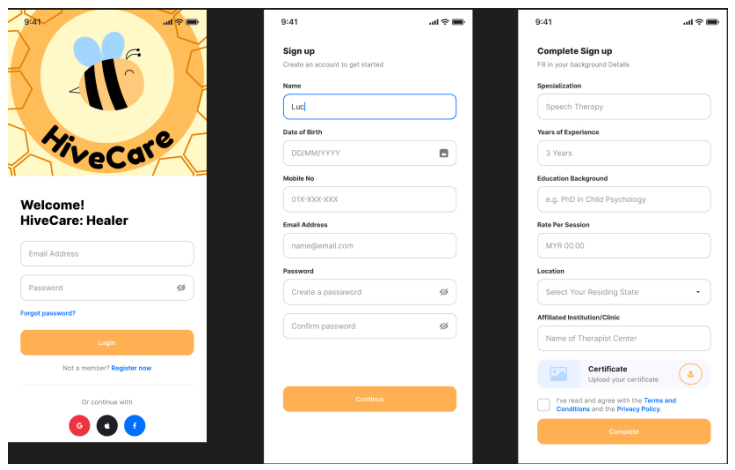 9:41
HiveCare
Welcome!
HiveCare: Healer
Email Address
Password
Forgot password?
Login
Not a member? Register now
Or continue with
G
f
9:41
Sign up
Create an account to get started
Name
Luc
Date of Birth
DD/MM/YYYY
Mobile No
01X-XXX-XXX
Email Address
name@email.com
Password
Create a passaword
Confirm password
Continue
9:41
Complete Sign up
Fill in your background Details
Specialization
Speech Therapy
Years of Experience
3 Years
Education Background
e.g. PhD in Child Psychology
Rate Per Session
MYR 00.00
Location
Select Your Residing State
Affiliated Institution/Clinic
Name of Therapist Center
Certificate
Upload your certificate
I've read and agree with the Terms and
Conditions and the Privacy Policy.
Complete